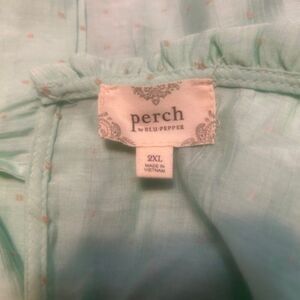 perch
by BLU PEPPER
2XL
MADE IN
VIETNAM